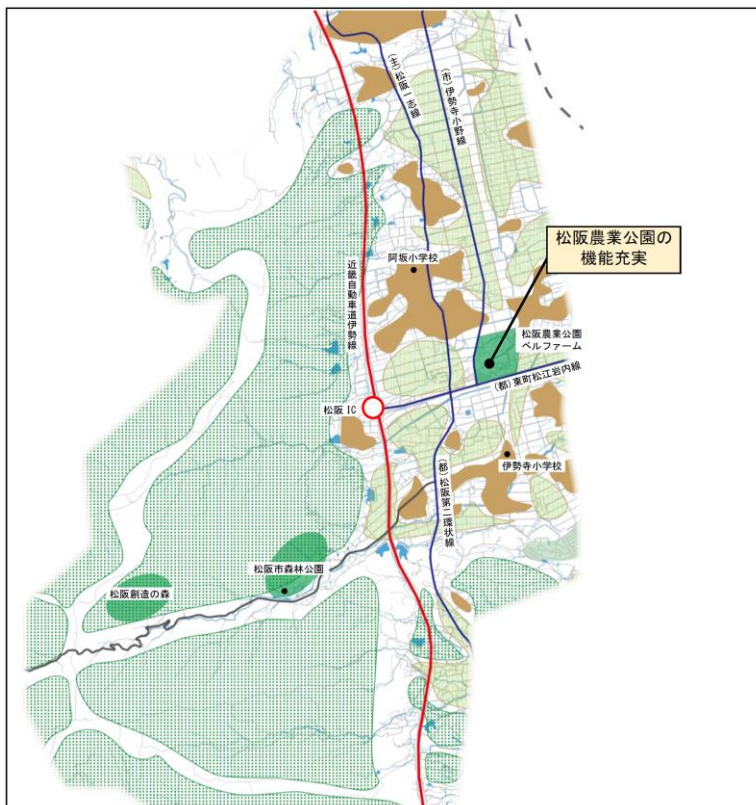 (主)松阪一志線
(市)伊勢寺小野線
松阪農業公園の
機能充実
近畿自動車道伊勢線
阿坂小学校
松阪農業公園
ベルファーム
(都)東町松江岩内線
松阪 IC
伊勢寺小学校
(都)松阪第二環状線
松阪市森林公園
松阪創造の森